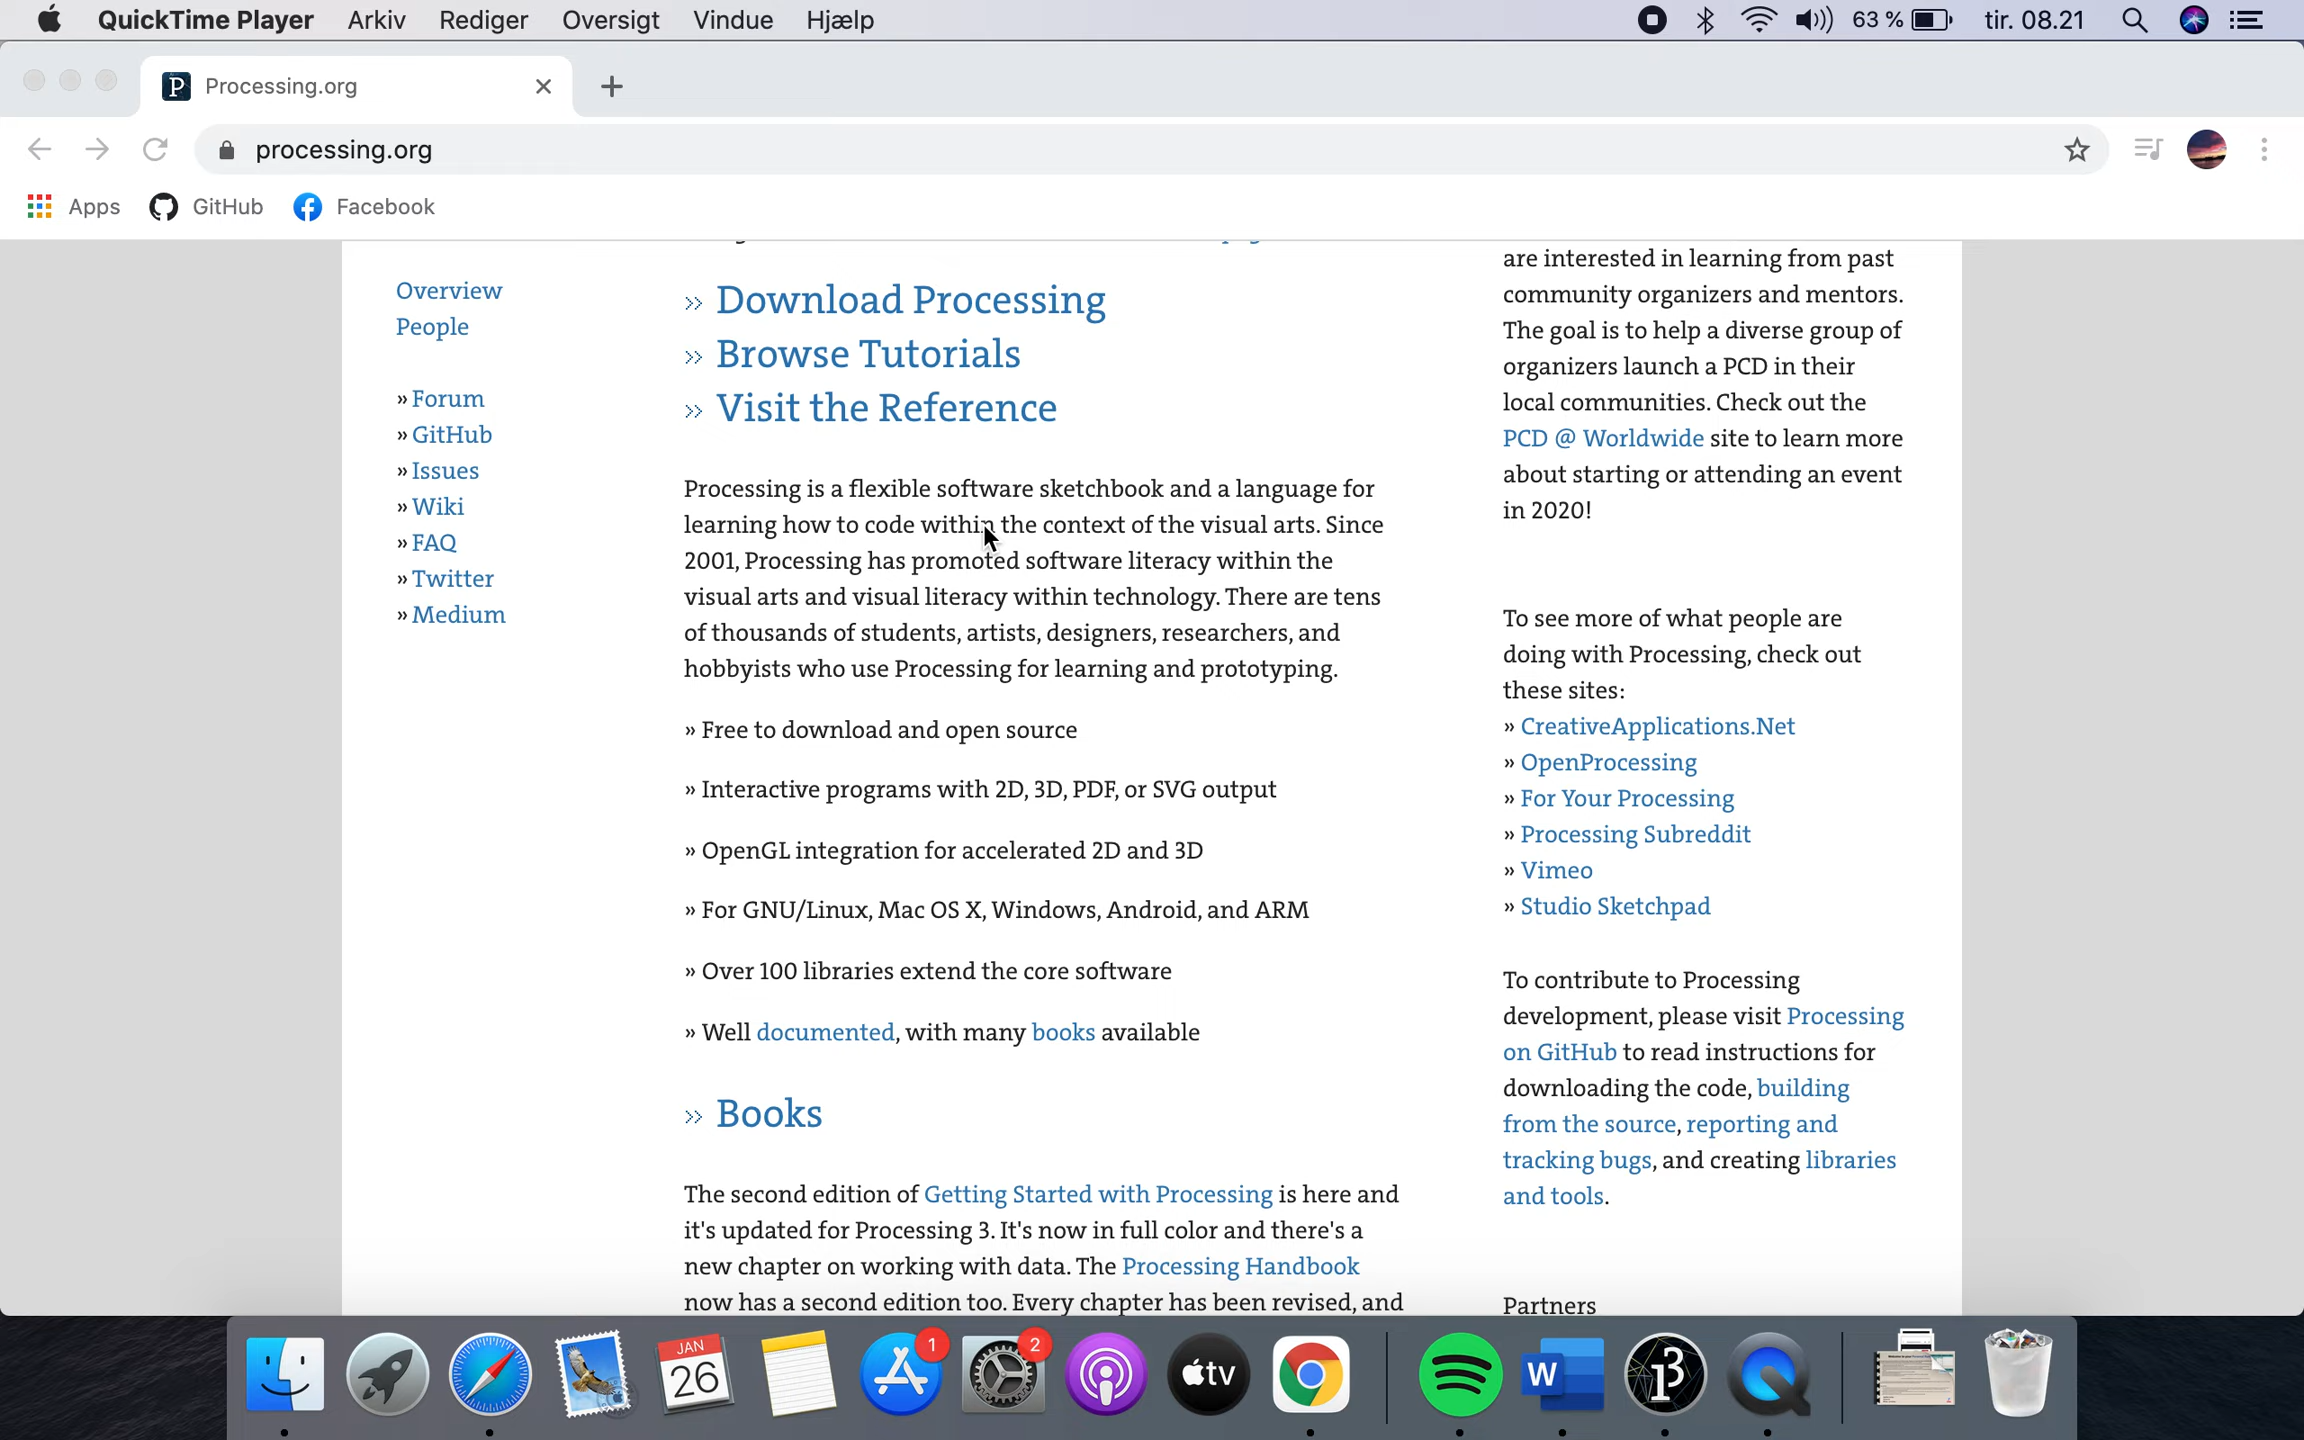 QuickTime Player Arkiv Rediger Oversigt Vindue Hjælp 63 % tir. 08.21
Processing.org
processing.org
Apps GitHub Facebook
Overview
People
» Forum
» GitHub
» Issues
» Wiki
» FAQ
» Twitter
» Medium
» Download Processing
» Browse Tutorials
» Visit the Reference
Processing is a flexible software sketchbook and a language for
learning how to code within the context of the visual arts. Since
2001, Processing has promoted software literacy within the
visual arts and visual literacy within technology. There are tens
of thousands of students, artists, designers, researchers, and
hobbyists who use Processing for learning and prototyping.
» Free to download and open source
» Interactive programs with 2D, 3D, PDF, or SVG output
» OpenGL integration for accelerated 2D and 3D
» For GNU/Linux, Mac OS X, Windows, Android, and ARM
» Over 100 libraries extend the core software
» Well documented, with many books available
» Books
The second edition of Getting Started with Processing is here and
it's updated for Processing 3. It's now in full color and there's a
new chapter on working with data. The Processing Handbook
now has a second edition too. Every chapter has been revised, and
are interested in learning from past
community organizers and mentors.
The goal is to help a diverse group of
organizers launch a PCD in their
local communities. Check out the
PCD @ Worldwide site to learn more
about starting or attending an event
in 2020!
To see more of what people are
doing with Processing, check out
these sites:
» CreativeApplications.Net
» OpenProcessing
» For Your Processing
» Processing Subreddit
» Vimeo
» Studio Sketchpad
To contribute to Processing
development, please visit Processing
on GitHub to read instructions for
downloading the code, building
from the source, reporting and
tracking bugs, and creating libraries
and tools.
Partners
JAN
26
1
2
tv
W